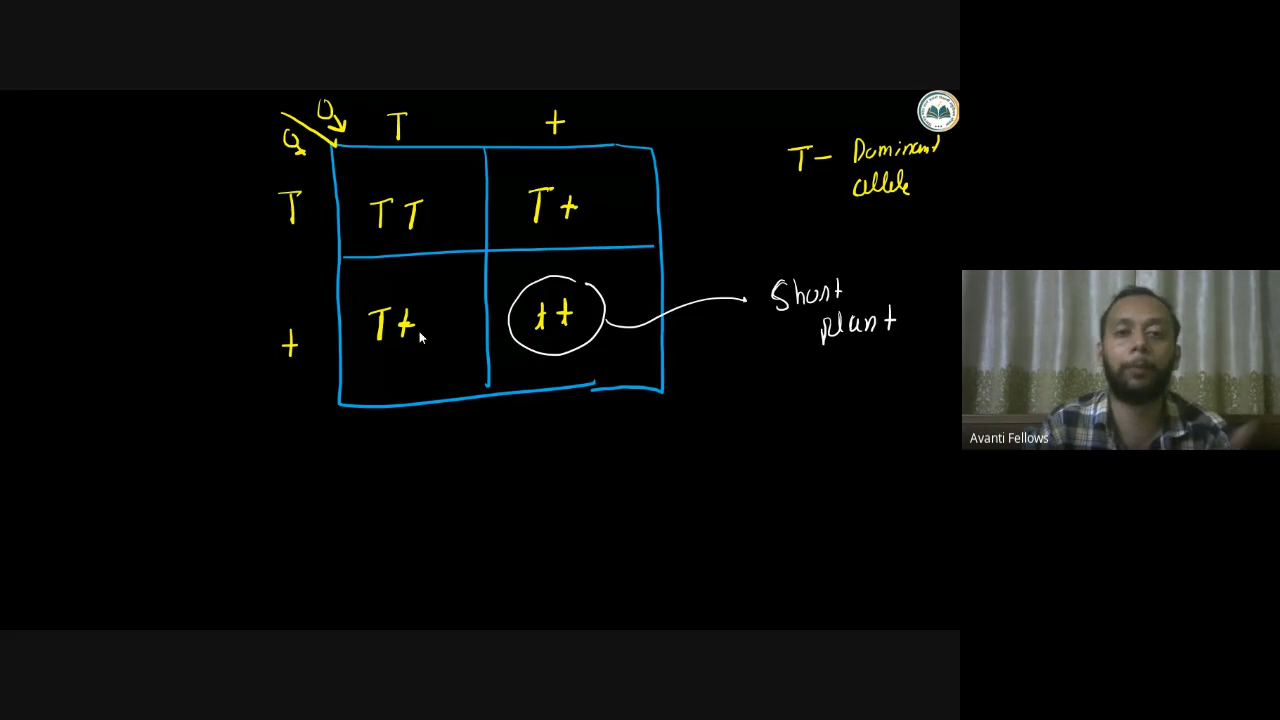 T t
T TT Tt
t Tt tt
T - Dominant
allele
Short
plant
Avanti Fellows